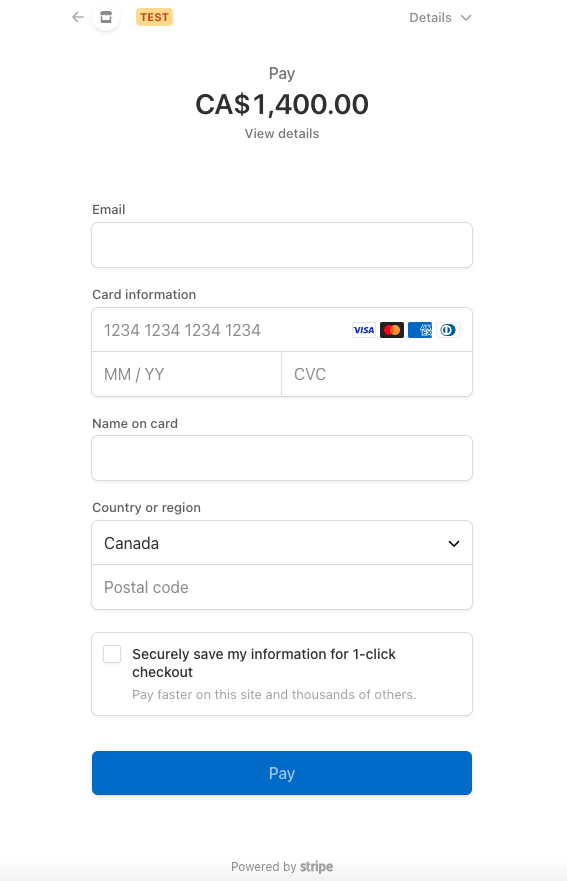 TEST
Details
Pay
CA$1,400.00
View details
Email
Card information
1234 1234 1234 1234 VISA
MM / YY CVC
Name on card
Country or region
Canada
Postal code
Securely save my information for 1-click
checkout
Pay faster on this site and thousands of others.
Pay
Powered by stripe